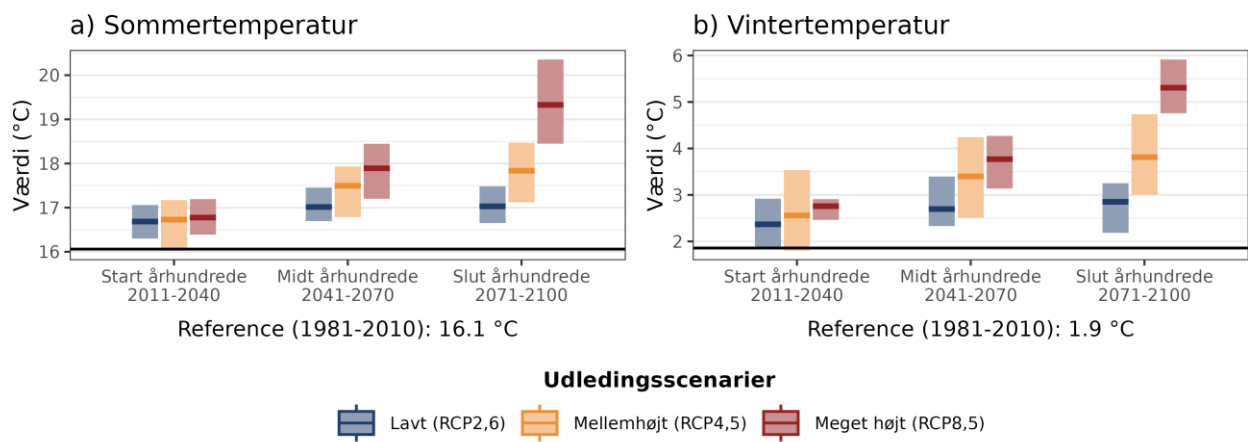 a) Sommertemperatur
Værdi (°C)
20
19
18
17
16
Start århundrede
2011-2040
Midt århundrede
2041-2070
Slut århundrede
2071-2100
Reference (1981-2010): 16.1 °C
b) Vintertemperatur
Værdi (°C)
6
5
4
3
2
Start århundrede
2011-2040
Midt århundrede
2041-2070
Slut århundrede
2071-2100
Reference (1981-2010): 1.9 °C
Udledingsscenarier
Lavt (RCP2,6)
Mellemhøjt (RCP4,5)
Meget højt (RCP8,5)